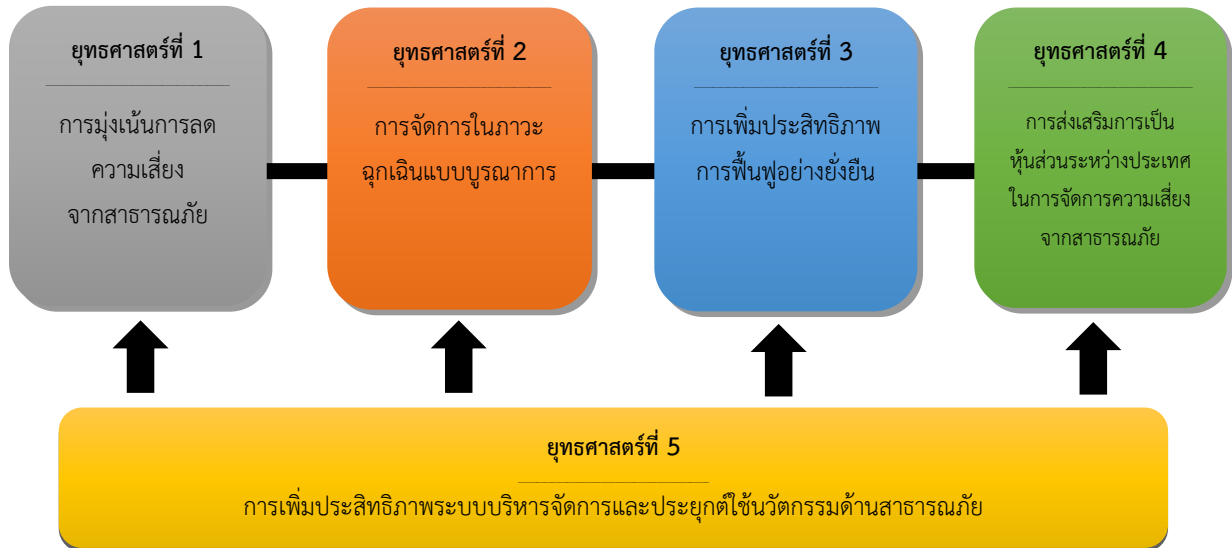 ยุทธศาสตร์ที่ 1
การมุ่งเน้นการลด
ความเสี่ยง
จากสาธารณภัย
ยุทธศาสตร์ที่ 2
การจัดการในภาวะ
ฉุกเฉินแบบบูรณาการ
ยุทธศาสตร์ที่ 3
การเพิ่มประสิทธิภาพ
การฟื้นฟูอย่างยั่งยืน
ยุทธศาสตร์ที่ 4
การส่งเสริมการเป็น
หุ้นส่วนระหว่างประเทศ
ในการจัดการความเสี่ยง
จากสาธารณภัย
ยุทธศาสตร์ที่ 5
การเพิ่มประสิทธิภาพระบบบริหารจัดการและประยุกต์ใช้นวัตกรรมด้านสาธารณภัย